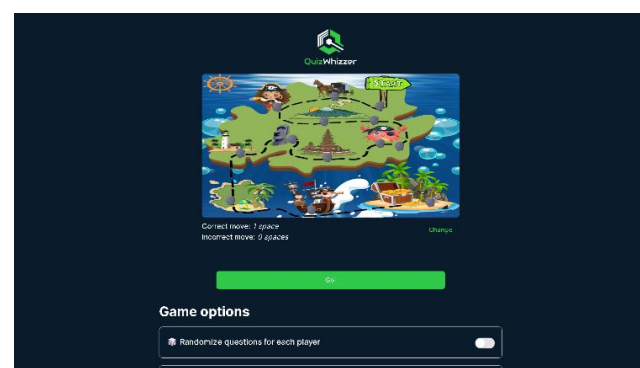 QuizWhizzer
START
Correct move: 1 space
Incorrect move: 0 spaces
Change
Go
Game options
Randomize questions for each player